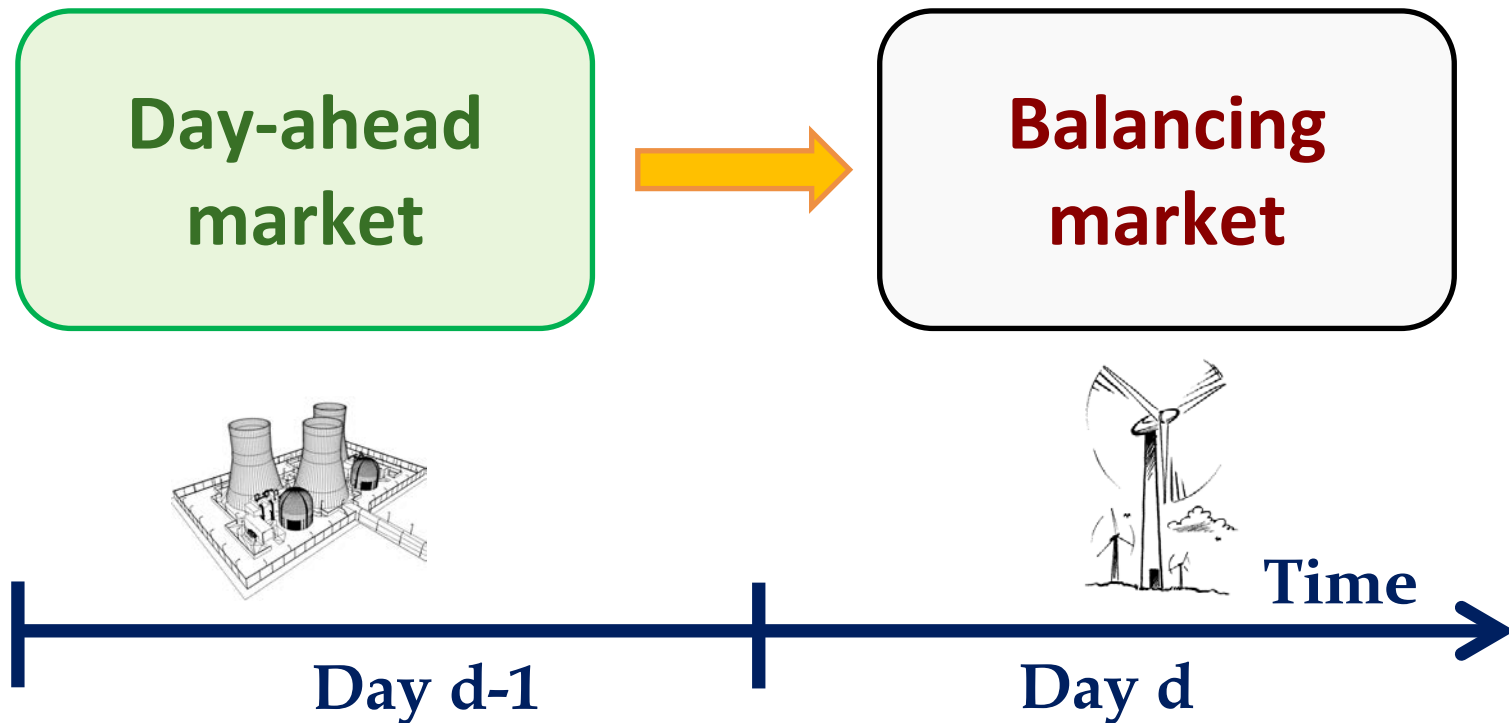 Day-ahead
market
Balancing
market
Time
Day d-1
Day d